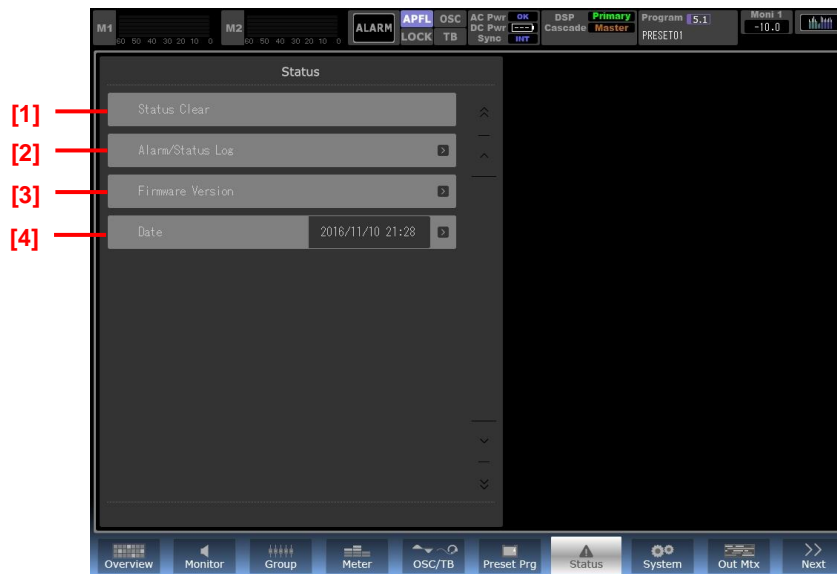 M1 60 50 40 30 20 10 0 M2 60 50 40 30 20 10 0 ALARM APFL OSC AC Pwr OK DSP Primary Program 5.1 Moni 1
LOCK TB DC Pwr [---] Cascade Master PRESET01 -10.0
Sync INT
Status
[1] Status Clear
[2] Alarm/Status Log
[3] Firmware Version
[4] Date 2016/11/10 21:28
Overview Monitor Group Meter OSC/TB Preset Prg Status System Out Mtx Next